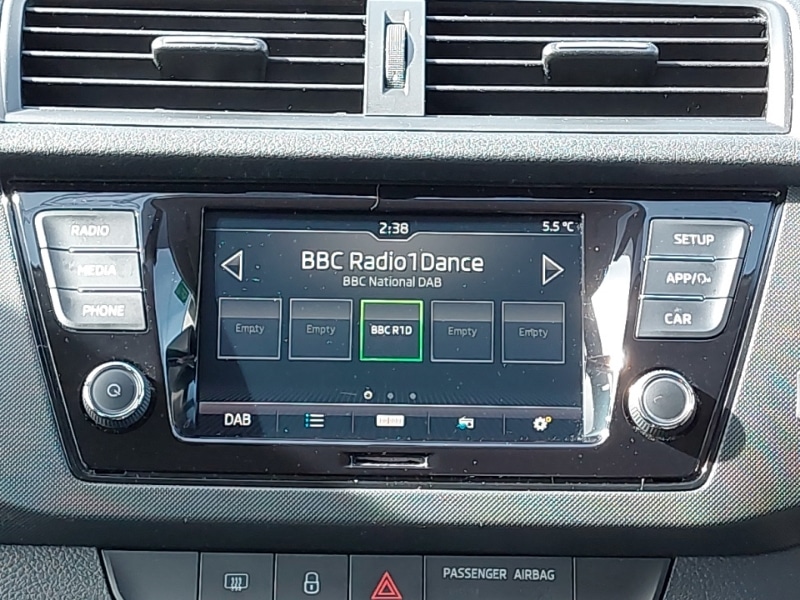 2:38 5.5 °C
RADIO
MEDIA
PHONE
BBC Radio1Dance
BBC National DAB
Empty Empty BBC R1D Empty Empty
DAB
SETUP
APP/
CAR
PASSENGER AIRBAG